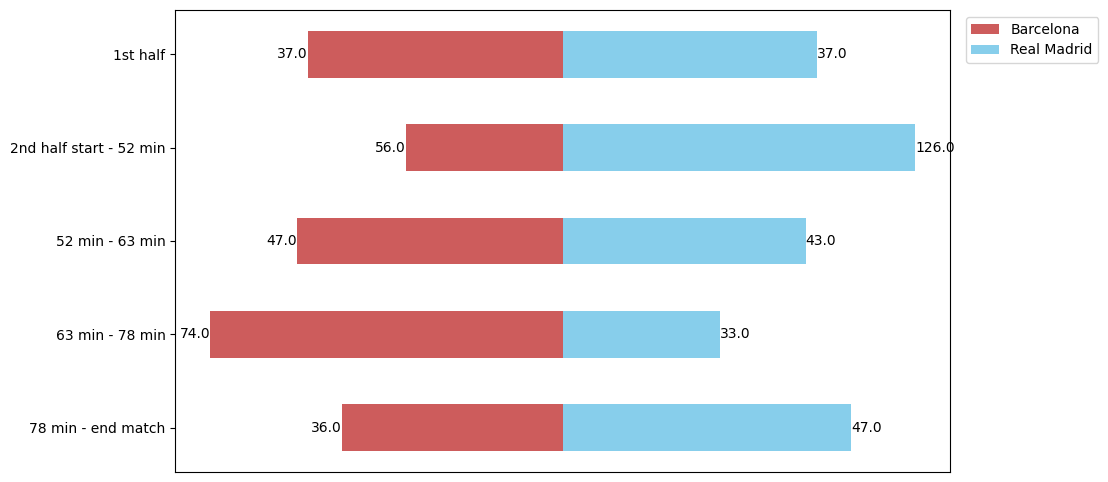 Barcelona
Real Madrid
1st half
37.0 37.0
2nd half start - 52 min
56.0 126.0
52 min - 63 min
47.0 43.0
63 min - 78 min
74.0 33.0
78 min - end match
36.0 47.0